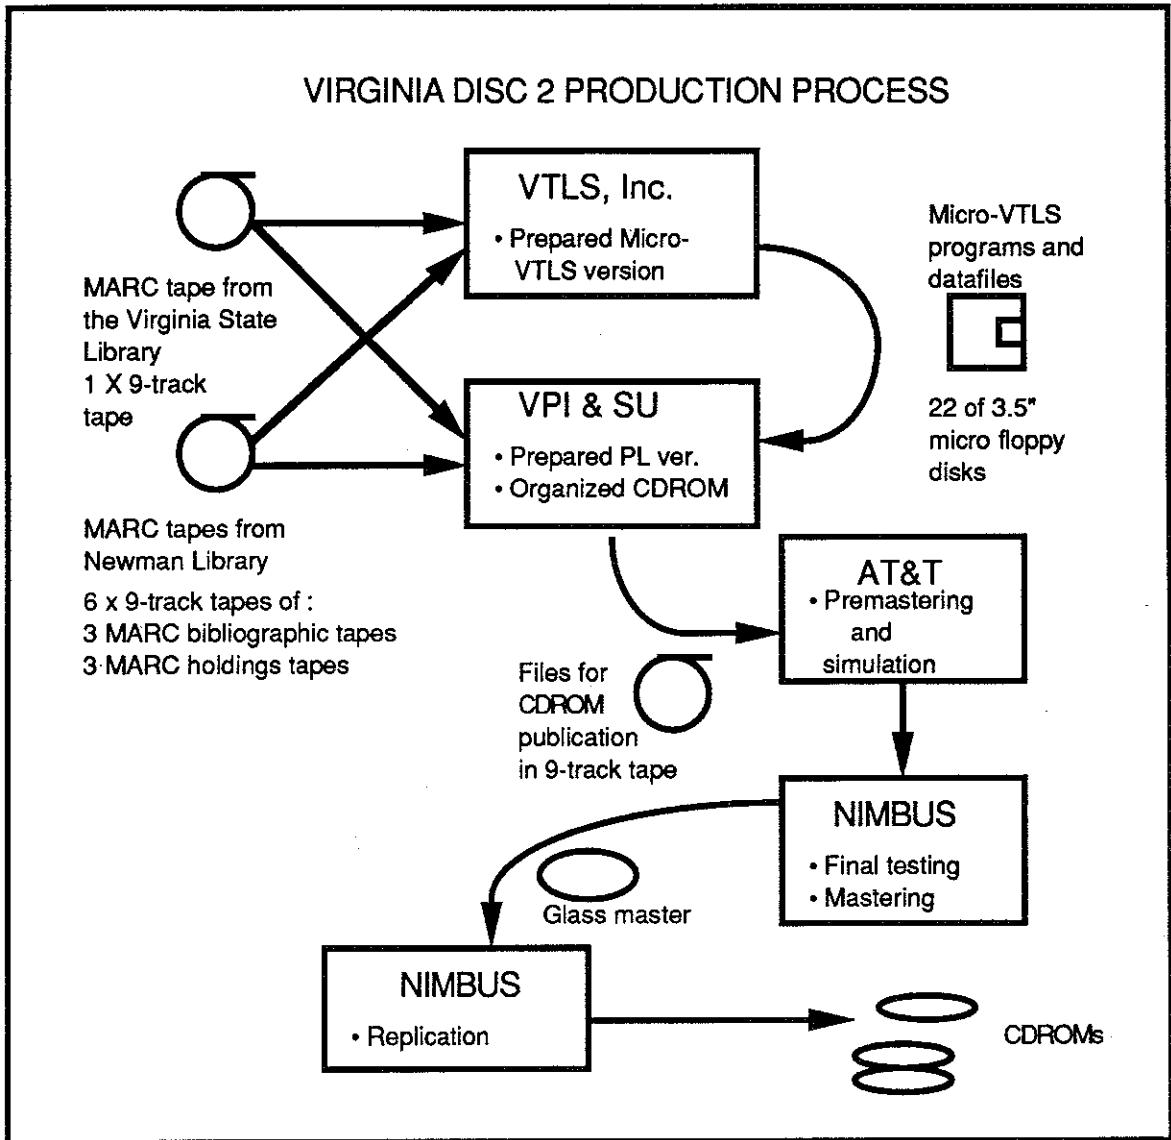 VIRGINIA DISC 2 PRODUCTION PROCESS
VTLS, Inc.
• Prepared Micro-
VTLS version
Micro-VTLS
programs and
datafiles
22 of 3.5"
micro floppy
disks
MARC tape from
the Virginia State
Library
1 X 9-track
tape
VPI & SU
• Prepared PL ver.
• Organized CDROM
MARC tapes from
Newman Library
6 x 9-track tapes of :
3 MARC bibliographic tapes
3 MARC holdings tapes
AT&T
• Premastering
and
simulation
Files for
CDROM
publication
in 9-track tape
NIMBUS
• Final testing
• Mastering
Glass master
NIMBUS
• Replication
CDROMs